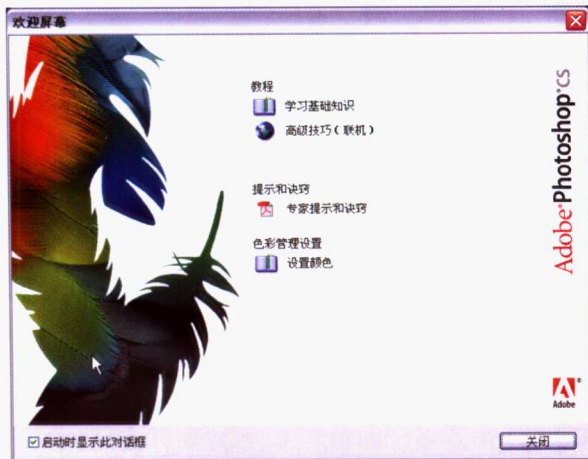 欢迎屏幕
教程
学习基础知识
高级技巧（联机）
提示和诀窍
专家提示和诀窍
色彩管理设置
设置颜色
Adobe®Photoshop®CS
Adobe
启动时显示此对话框
关闭